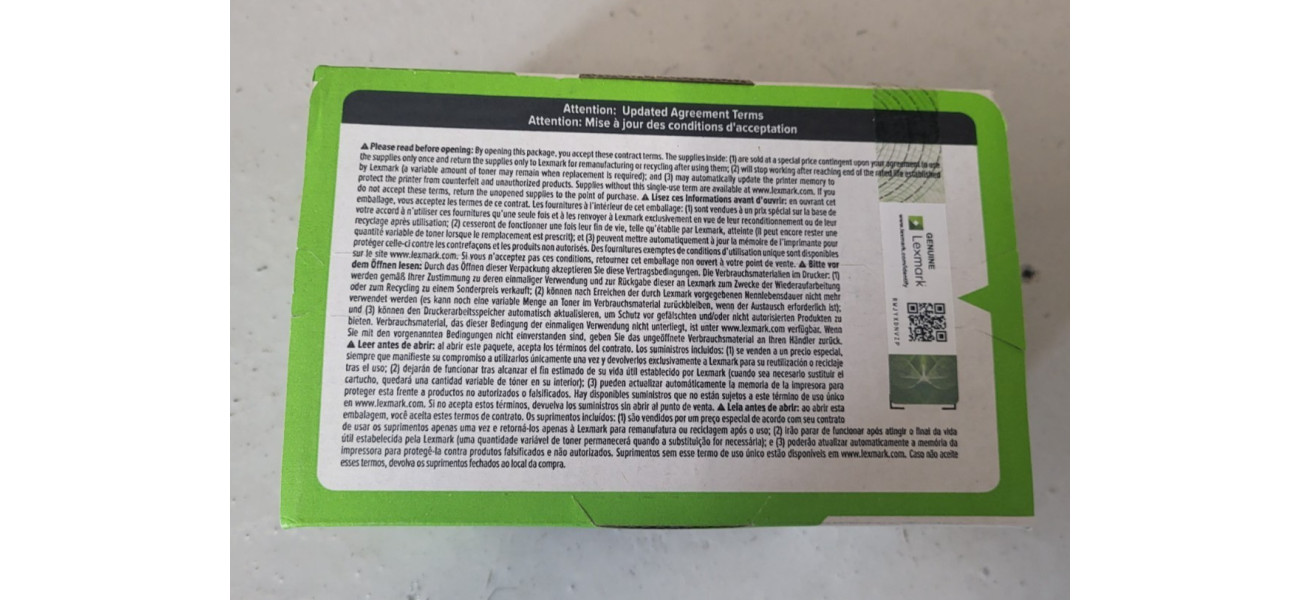 Attention: Updated Agreement Terms
Attention: Mise à jour des conditions d'acceptation
▲ Please read before opening: By opening this package, you accept these contract terms. The supplies inside: (1) are sold at a special price contingent upon your agreement to use
the supplies only once and return the supplies only to Lexmark for remanufacturing or recycling after using them; (2) will stop working after reaching end of the rated life established
by Lexmark (a variable amount of toner may remain when replacement is required); and (3) may automatically update the printer memory to
protect the printer from counterfeit and unauthorized products. Supplies without this single-use term are available at www.lexmark.com. If you
do not accept these terms, return the unopened supplies to the point of purchase. ▲ Lisez ces informations avant d'ouvrir: en ouvrant cet
emballage, vous acceptez les termes de ce contrat. Les fournitures à l'intérieur de cet emballage: (1) sont vendues à un prix spécial sur la base de
votre accord à n'utiliser ces fournitures qu'une seule fois et à les renvoyer à Lexmark exclusivement en vue de leur reconditionnement ou de leur
recyclage après utilisation; (2) cesseront de fonctionner une fois leur fin de vie, telle qu'établie par Lexmark, atteinte (il peut encore rester une
quantité variable de toner lorsque le remplacement est prescrit); et (3) peuvent mettre automatiquement à jour la mémoire de l'imprimante pour
protéger celle-ci contre les contrefaçons et les produits non autorisés. Des fournitures exemptes de conditions d'utilisation unique sont disponibles
sur le site www.lexmark.com. Si vous n'acceptez pas ces conditions, retournez cet emballage non ouvert à votre point de vente. ▲ Bitte vor
dem Öffnen lesen: Durch das Öffnen dieser Verpackung akzeptieren Sie diese Vertragsbedingungen. Die Verbrauchsmaterialien im Drucker: (1)
werden gemäß Ihrer Zustimmung zu deren einmaliger Verwendung und zur Rückgabe dieser an Lexmark zum Zwecke der Wiederaufarbeitung
oder zum Recycling zu einem Sonderpreis verkauft; (2) können nach Erreichen der durch Lexmark vorgegebenen Nennlebensdauer nicht mehr
verwendet werden (es kann noch eine variable Menge an Toner im Verbrauchsmaterial zurückbleiben, wenn der Austausch erforderlich ist);
und (3) können den Druckerarbeitsspeicher automatisch aktualisieren, um Schutz vor gefälschten und/oder nicht autorisierten Produkten zu
bieten. Verbrauchsmaterial, das dieser Bedingung der einmaligen Verwendung nicht unterliegt, ist unter www.lexmark.com verfügbar. Wenn
Sie mit den vorgenannten Bedingungen nicht einverstanden sind, geben Sie das ungeöffnete Verbrauchsmaterial an Ihren Händler zurück.
▲ Leer antes de abrir: al abrir este paquete, acepta los términos del contrato. Los suministros incluidos: (1) se venden a un precio especial,
siempre que manifieste su compromiso a utilizarlos únicamente una vez y devolverlos exclusivamente a Lexmark para su reutilización o reciclaje
tras el uso; (2) dejarán de funcionar tras alcanzar el fin estimado de su vida útil establecido por Lexmark (cuando sea necesario sustituir el
cartucho, quedará una cantidad variable de tóner en su interior); (3) pueden actualizar automáticamente la memoria de la impresora para
proteger esta frente a productos no autorizados o falsificados. Hay disponibles suministros que no están sujetos a este término de uso único
en www.lexmark.com. Si no acepta estos términos, devuelva los suministros sin abrir al punto de venta. ▲ Leia antes de abrir: ao abrir esta
embalagem, você aceita estes termos de contrato. Os suprimentos incluídos: (1) são vendidos por um preço especial de acordo com seu contrato
de usar os suprimentos apenas uma vez e retorná-los apenas à Lexmark para remanufatura ou reciclagem após o uso; (2) irão parar de funcionar após atingir o final da vida
útil estabelecida pela Lexmark (uma quantidade variável de toner permanecerá quando a substituição for necessária); e (3) poderão atualizar automaticamente a memória da
impressora para protegê-la contra produtos falsificados e não autorizados. Suprimentos sem esse termo de uso único estão disponíveis em www.lexmark.com. Caso não aceite
esses termos, devolva os suprimentos fechados ao local da compra.
GENUINE
Lexmark
www.lexmark.com/identify